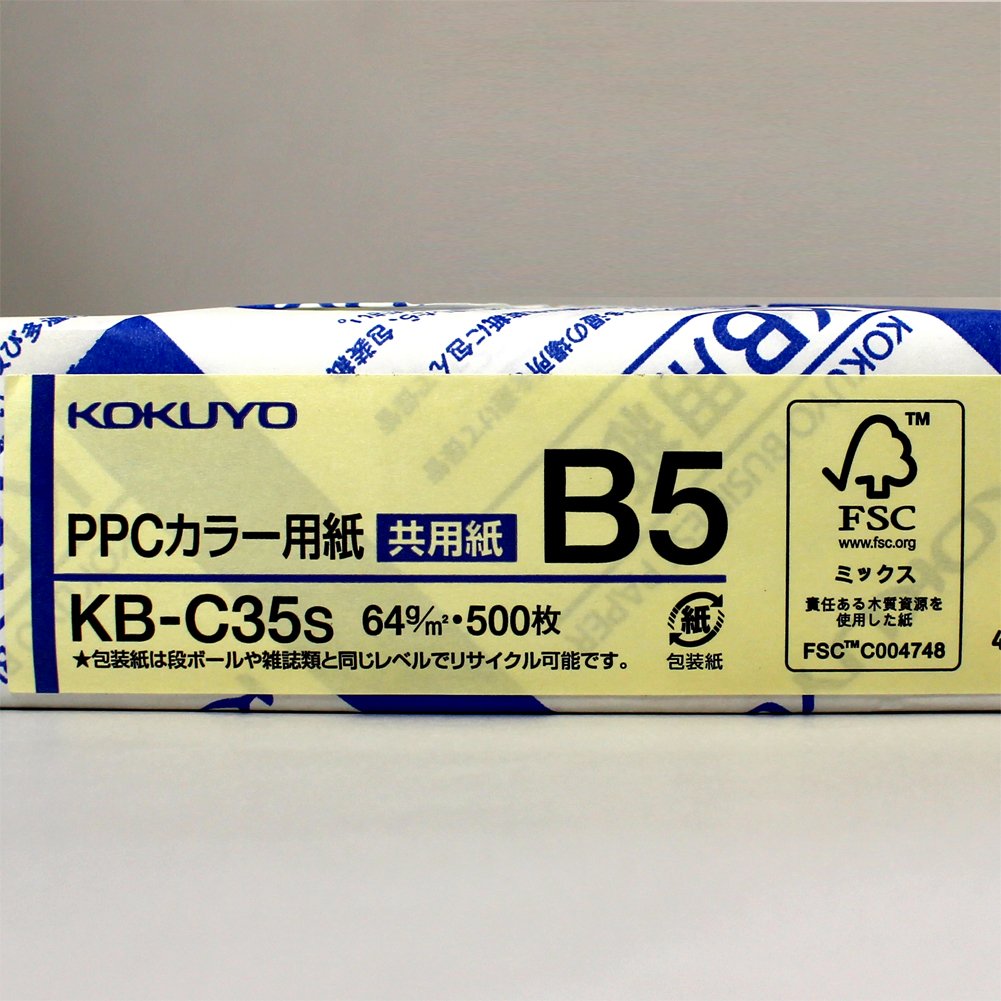 KOKUYO
PPCカラー用紙 共用紙 B5
KB-C35s 64g/m²・500枚
★包装紙は段ボールや雑誌類と同じレベルでリサイクル可能です。
紙
包装紙
TM
FSC
www.fsc.org
ミックス
責任ある木質資源を
使用した紙
FSC™C004748